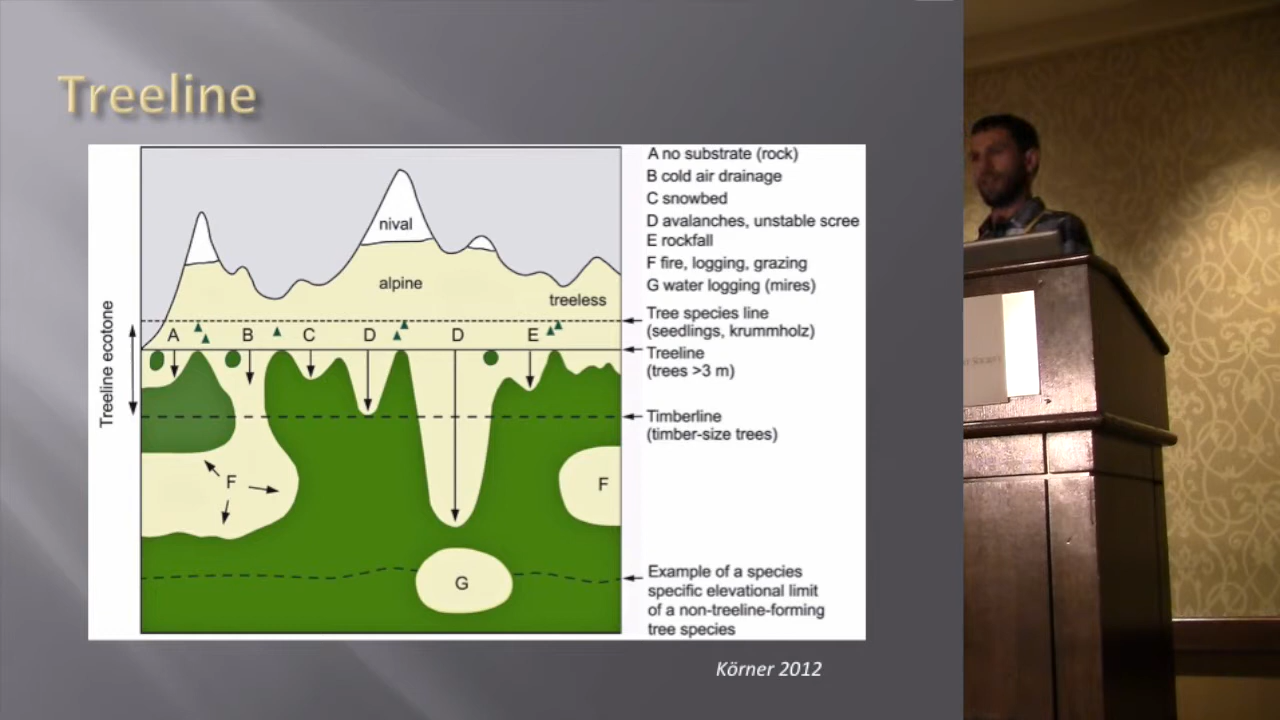 Treeline
A no substrate (rock)
B cold air drainage
C snowbed
D avalanches, unstable scree
E rockfall
F fire, logging, grazing
G water logging (mires)
nival
alpine
treeless
Tree species line
(seedlings, krummholz)
A B C D D E
Treeline
(trees >3 m)
Treeline ecotone
Timberline
(timber-size trees)
F
F
G
Example of a species
specific elevational limit
of a non-treeline-forming
tree species
Körner 2012